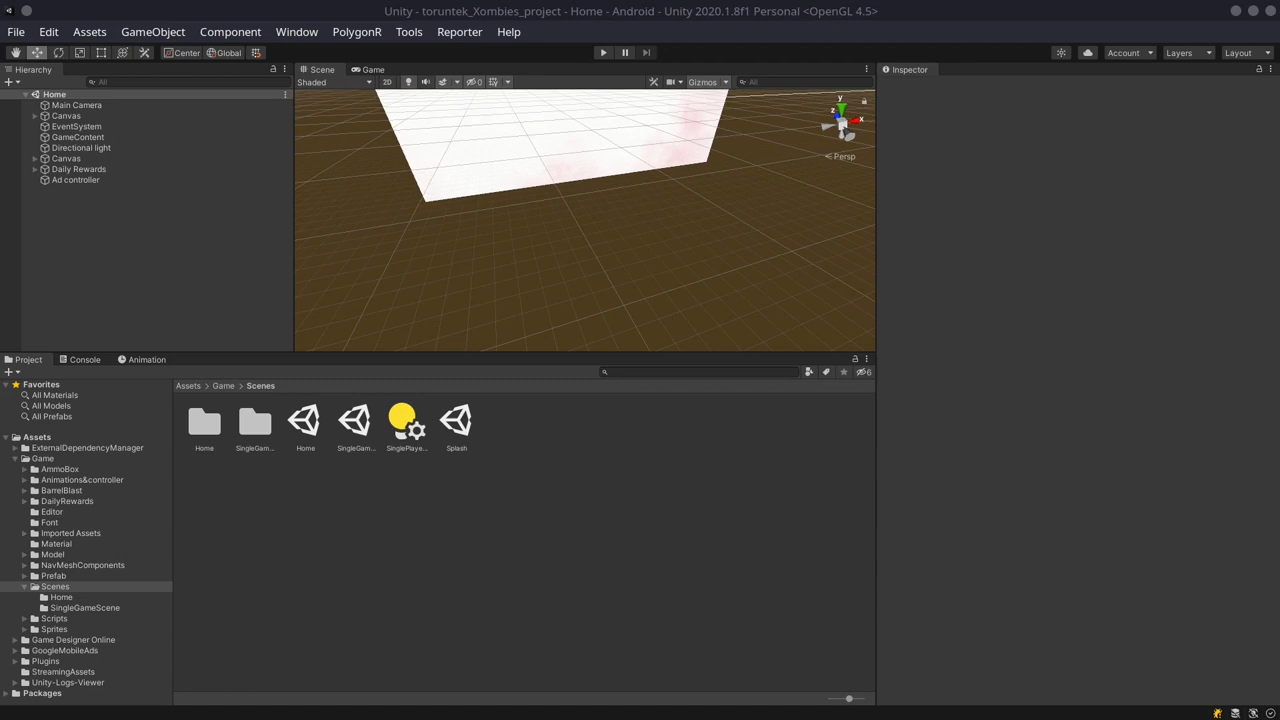 Unity - toruntek_Xombies_project - Home - Android - Unity 2020.1.8f1 Personal <OpenGL 4.5>
File Edit Assets GameObject Component Window PolygonR Tools Reporter Help
Center Global Account Layers Layout
Hierarchy Scene Game Inspector
All Shaded 2D 0 Gizmos All
Home
Main Camera
Canvas
EventSystem
GameContent
Directional light
Canvas
Daily Rewards
Ad controller
y
z x
Persp
Project Console Animation
6
Favorites
All Materials
All Models
All Prefabs
Assets
ExternalDependencyManager
Game
AmmoBox
Animations&controller
BarrelBlast
DailyRewards
Editor
Font
Imported Assets
Material
Model
NavMeshComponents
Prefab
Scenes
Home
SingleGameScene
Scripts
Sprites
Game Designer Online
GoogleMobileAds
Plugins
StreamingAssets
Unity-Logs-Viewer
Packages
Assets > Game > Scenes
Home SingleGam... Home SingleGam... SinglePlaye... Splash